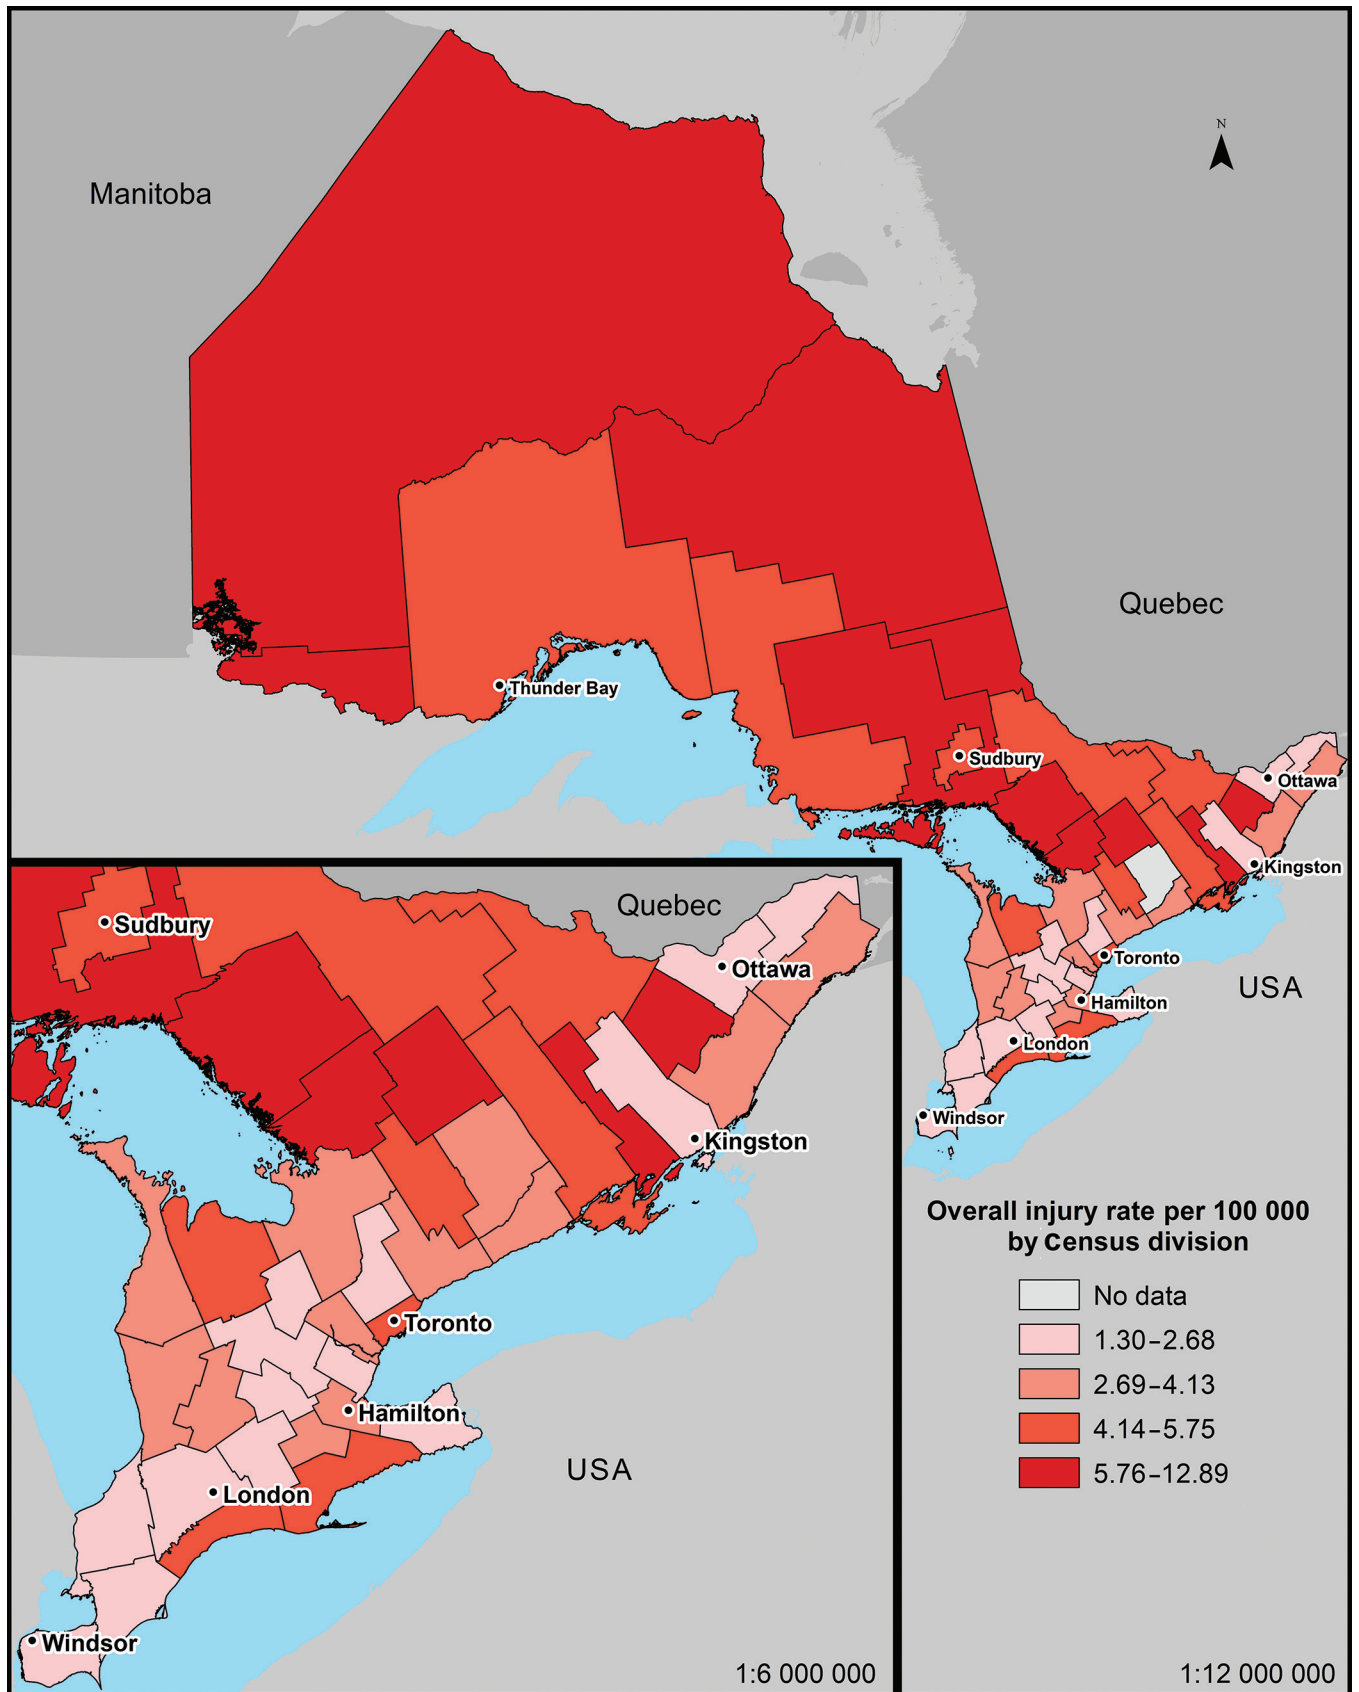 N
Manitoba
Quebec
Thunder Bay
Sudbury
Ottawa
Kingston
Toronto
Hamilton
London
Windsor
USA
Quebec
Sudbury
Ottawa
Kingston
Toronto
Hamilton
London
Windsor
USA
1:6 000 000
Overall injury rate per 100 000
by Census division
No data
1.30–2.68
2.69–4.13
4.14–5.75
5.76–12.89
1:12 000 000